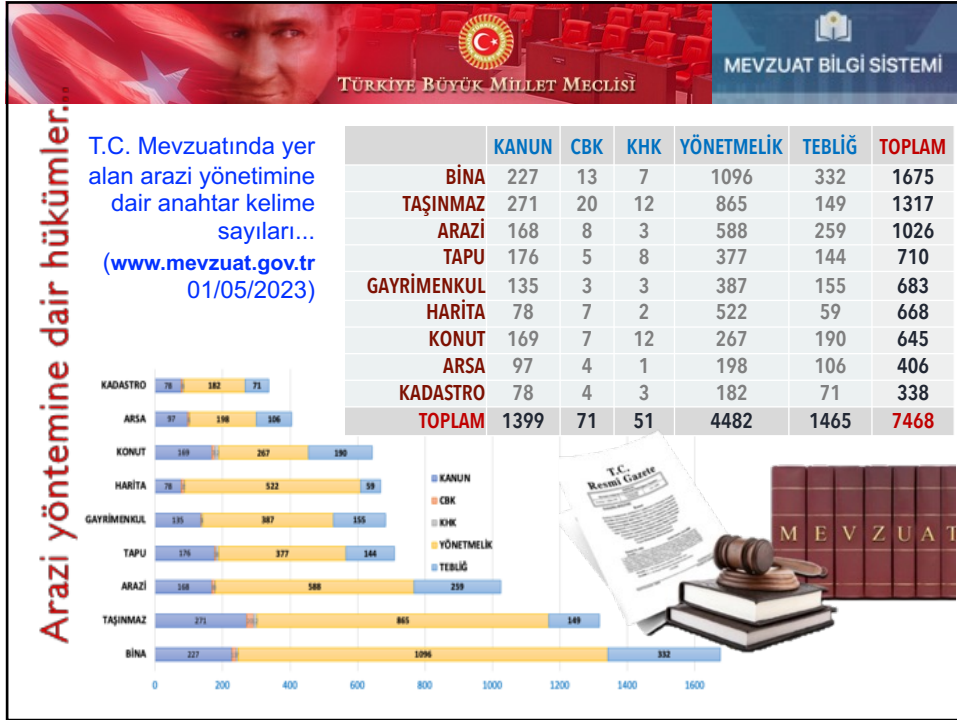 TÜRKİYE BÜYÜK MİLLET MECLİSİ
MEVZUAT BİLGİ SİSTEMİ
Arazi yöntemine dair hükümler...
T.C. Mevzuatında yer
alan arazi yönetimine
dair anahtar kelime
sayıları...
(www.mevzuat.gov.tr
01/05/2023)
KANUN CBK KHK YÖNETMELİK TEBLİĞ TOPLAM
BİNA 227 13 7 1096 332 1675
TAŞINMAZ 271 20 12 865 149 1317
ARAZİ 168 8 3 588 259 1026
TAPU 176 5 8 377 144 710
GAYRİMENKUL 135 3 3 387 155 683
HARİTA 78 7 2 522 59 668
KONUT 169 7 12 267 190 645
ARSA 97 4 1 198 106 406
KADASTRO 78 4 3 182 71 338
TOPLAM 1399 71 51 4482 1465 7468
KADASTRO 78 182 71
ARSA 97 198 106
KONUT 169 267 190
HARİTA 78 522 59
GAYRİMENKUL 135 387 155
TAPU 176 377 144
ARAZİ 168 588 259
TAŞINMAZ 271 865 149
BİNA 227 1096 332
0 200 400 600 800 1000 1200 1400 1600
KANUN
CBK
KHK
YÖNETMELİK
TEBLİĞ
T.C.
Resmi Gazete
MEVZUAT